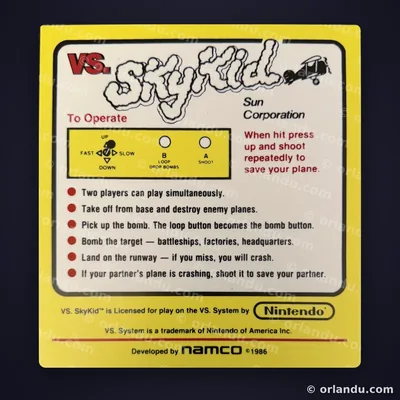 VS. SkyKid
Sun
Corporation
To Operate
When hit press
up and shoot
repeatedly to
save your plane.
UP
FAST SLOW
DOWN
B
LOOP
DROP BOMBS
A
SHOOT
Two players can play simultaneously.
Take off from base and destroy enemy planes.
Pick up the bomb. The loop button becomes the bomb button.
Bomb the target — battleships, factories, headquarters.
Land on the runway — if you miss, you will crash.
If your partner's plane is crashing, shoot it to save your partner.
VS. SkyKid™ is Licensed for play on the VS. System by Nintendo®
VS. System is a trademark of Nintendo of America Inc.
Developed by namco ©1986
© orlandu.com